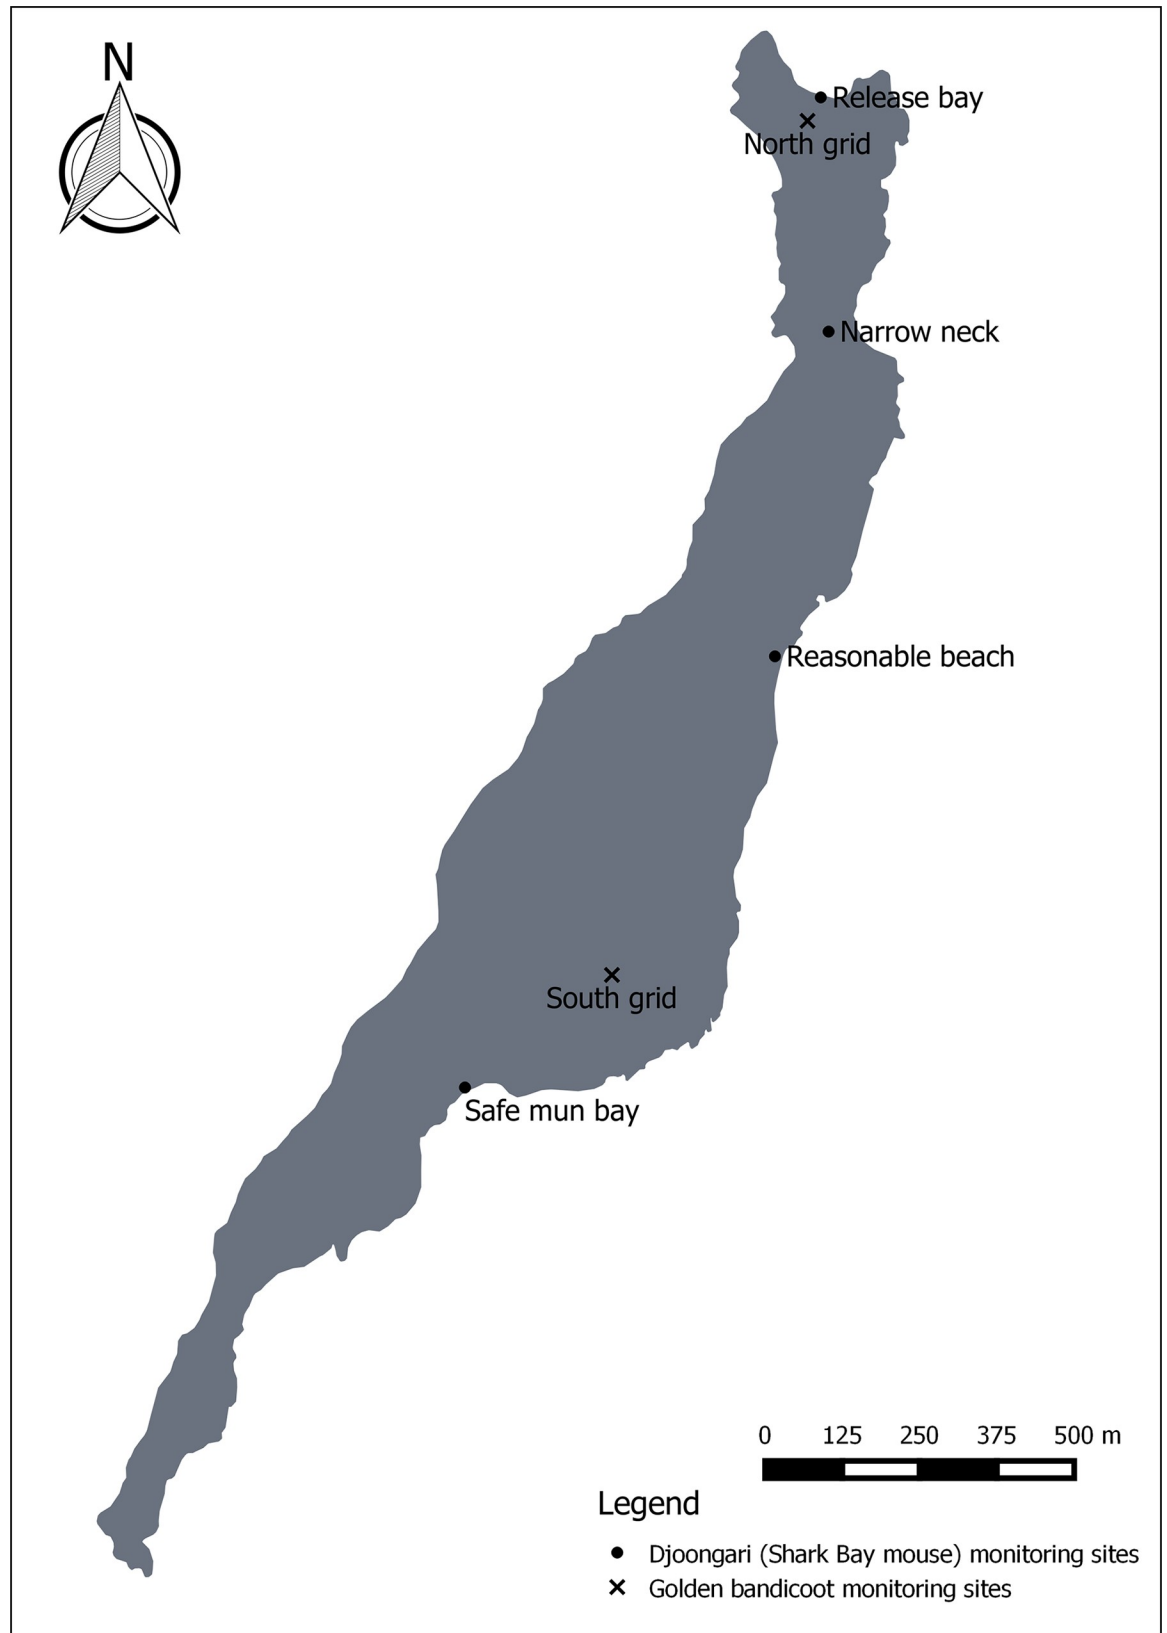 N
Release bay
North grid
Narrow neck
Reasonable beach
South grid
Safe mun bay
0 125 250 375 500 m
Legend
Djoongari (Shark Bay mouse) monitoring sites
Golden bandicoot monitoring sites